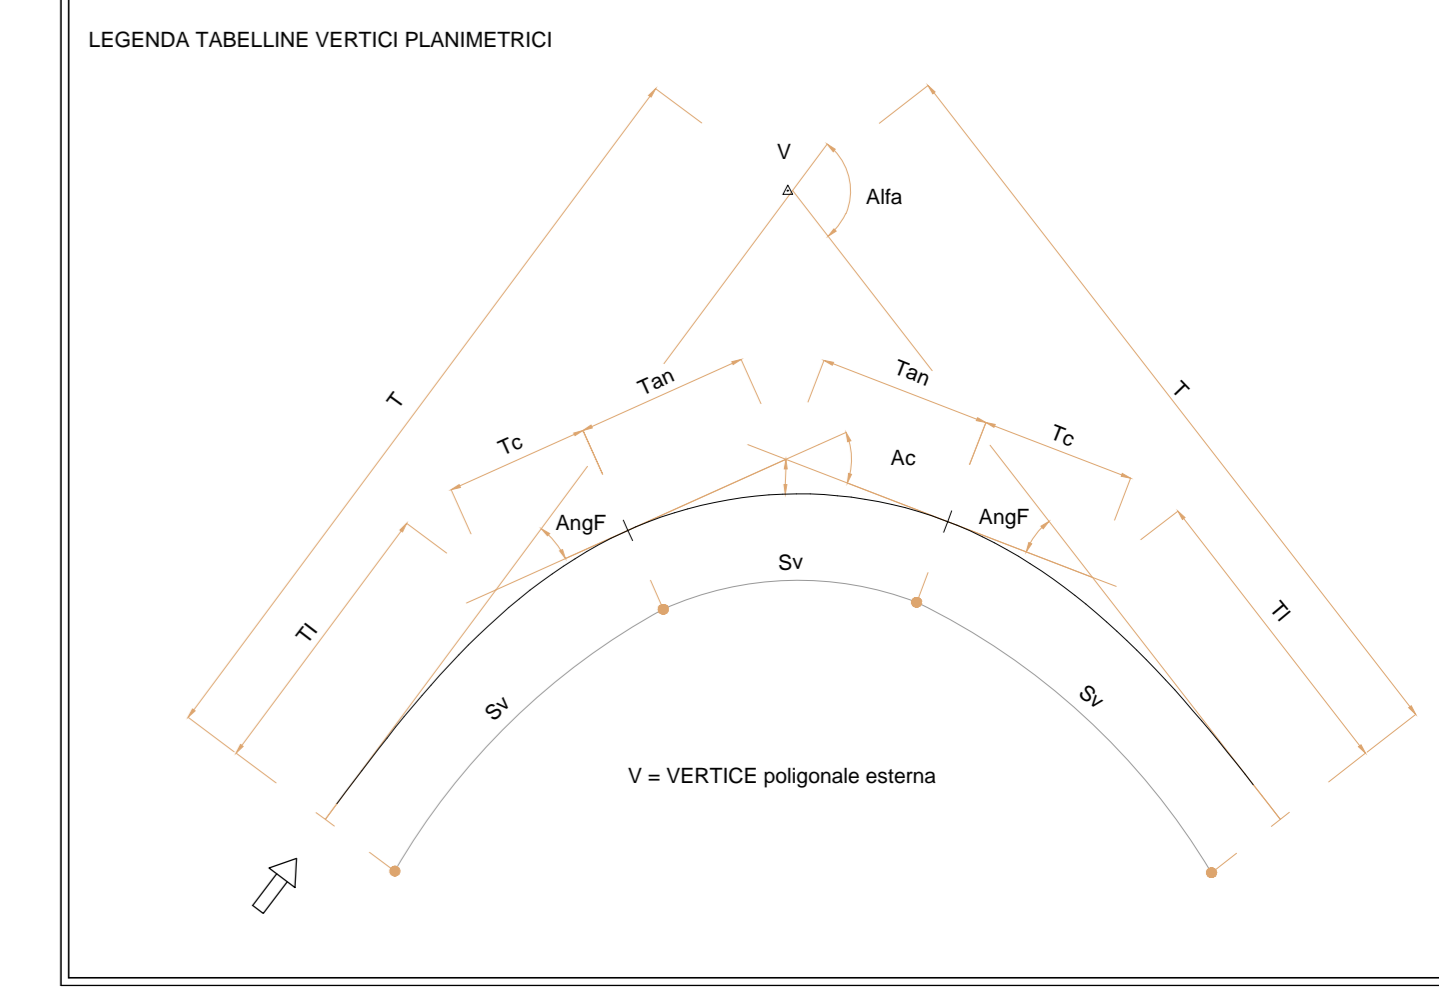 LEGENDA TABELLINE VERTICI PLANIMETRICI
V
Alfa
T
T
Tan
Tan
Tc
Tc
Ac
AngF
AngF
Sv
Tl
Tl
Sv
Sv
V = VERTICE poligonale esterna